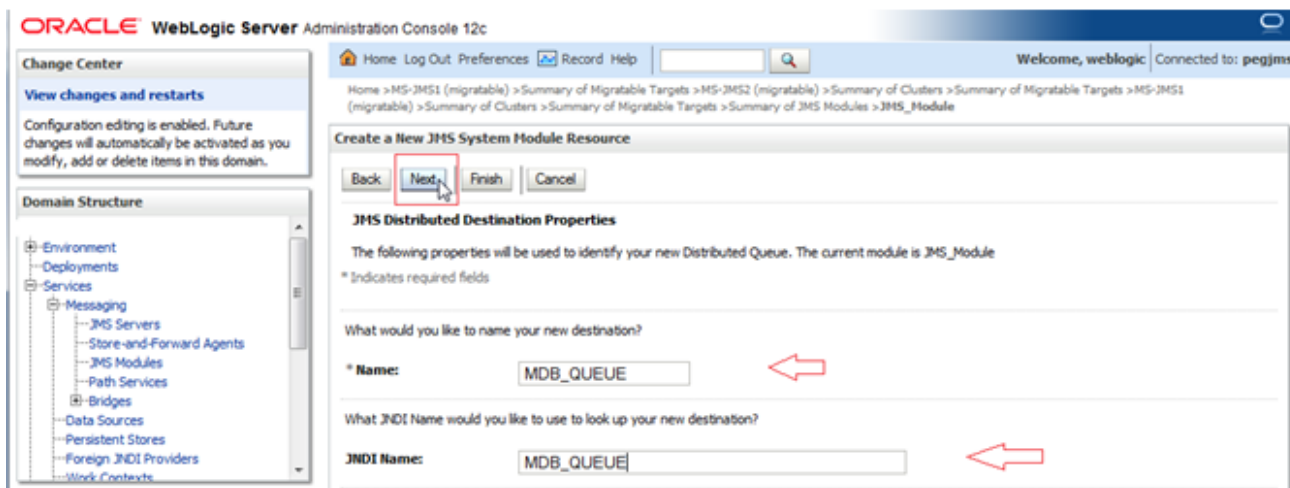 ORACLE WebLogic Server Administration Console 12c
Change Center
View changes and restarts
Configuration editing is enabled. Future
changes will automatically be activated as you
modify, add or delete items in this domain.
Domain Structure
Environment
Deployments
Services
Messaging
JMS Servers
Store-and-Forward Agents
JMS Modules
Path Services
Bridges
Data Sources
Persistent Stores
Foreign JNDI Providers
Work Contexts
Home Log Out Preferences Record Help
Welcome, weblogic Connected to: pegjms
Home >MS-JMS1 (migratable) >Summary of Migratable Targets >MS-JMS2 (migratable) >Summary of Clusters >Summary of Migratable Targets >MS-JMS1
(migratable) >Summary of Clusters >Summary of Migratable Targets >Summary of JMS Modules >JMS_Module
Create a New JMS System Module Resource
Back Next Finish Cancel
JMS Distributed Destination Properties
The following properties will be used to identify your new Distributed Queue. The current module is JMS_Module
* Indicates required fields
What would you like to name your new destination?
* Name: MDB_QUEUE
What JNDI Name would you like to use to look up your new destination?
JNDI Name: MDB_QUEUE